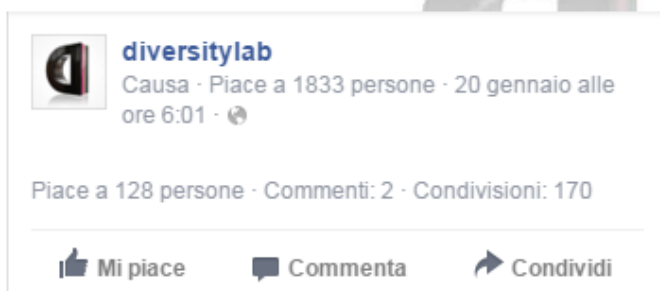 diversitylab
Causa · Piace a 1833 persone · 20 gennaio alle
ore 6:01 ·
Piace a 128 persone · Commenti: 2 · Condivisioni: 170
Mi piace Commenta Condividi